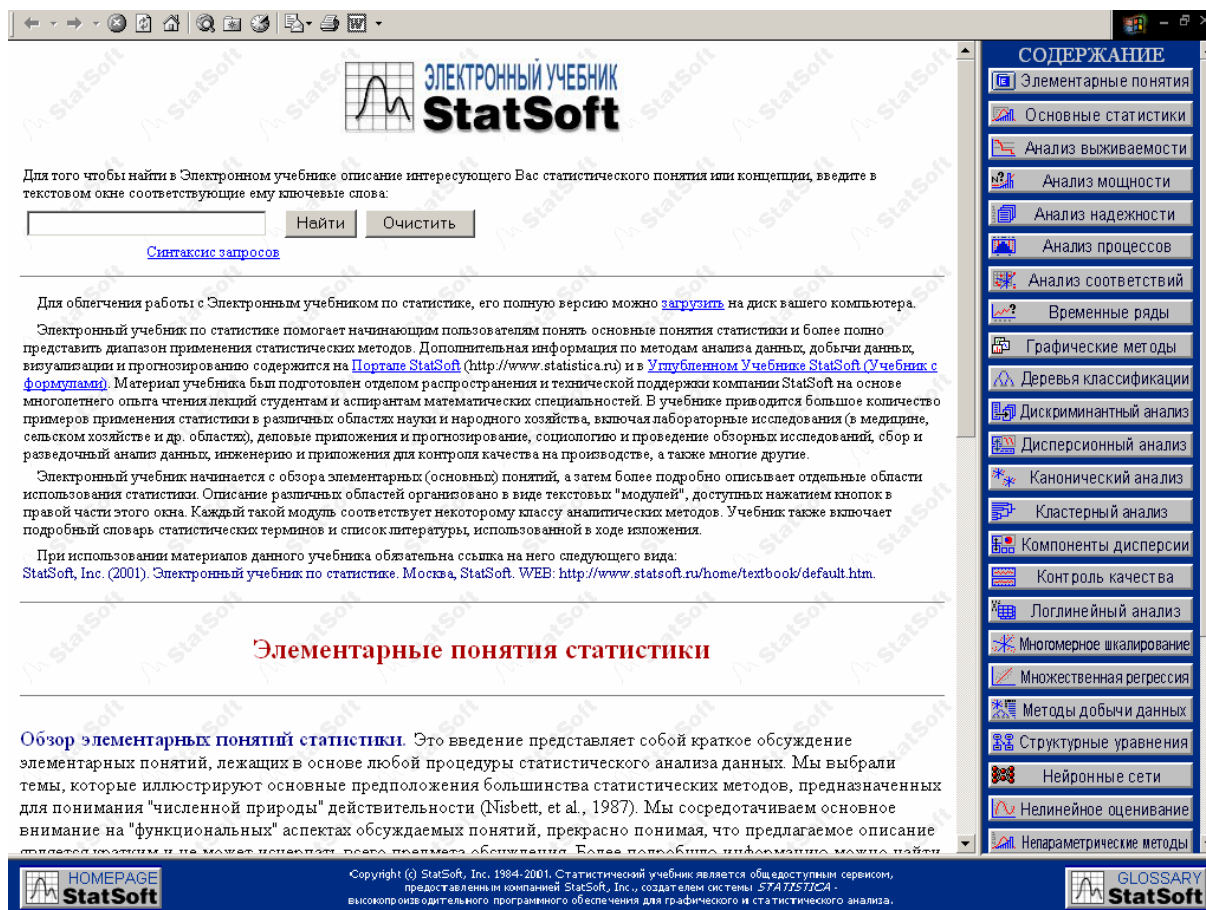 ЭЛЕКТРОННЫЙ УЧЕБНИК
StatSoft
Для того чтобы найти в Электронном учебнике описание интересующего Вас статистического понятия или концепции, введите в
текстовом окне соответствующие ему ключевые слова:
Найти Очистить
Синтаксис запросов
Для облегчения работы с Электронным учебником по статистике, его полную версию можно загрузить на диск вашего компьютера.
Электронный учебник по статистике помогает начинающим пользователям понять основные понятия статистики и более полно
представить диапазон применения статистических методов. Дополнительная информация по методам анализа данных, добычи данных,
визуализации и прогнозированию содержится на Портале StatSoft (http://www.statistica.ru) и в Углубленном Учебнике StatSoft (Учебник с
формулами). Материал учебника был подготовлен отделом распространения и технической поддержки компании StatSoft на основе
многолетнего опыта чтения лекций студентам и аспирантам математических специальностей. В учебнике приводится большое количество
примеров применения статистики в различных областях науки и народного хозяйства, включая лабораторные исследования (в медицине,
сельском хозяйстве и др. областях), деловые приложения и прогнозирование, социологию и проведение обзорных исследований, сбор и
разведочный анализ данных, инженерию и приложения для контроля качества на производстве, а также многие другие.
Электронный учебник начинается с обзора элементарных (основных) понятий, а затем более подробно описывает отдельные области
использования статистики. Описание различных областей организовано в виде текстовых "модулей", доступных нажатием кнопок в
правой части этого окна. Каждый такой модуль соответствует некоторому классу аналитических методов. Учебник также включает
подробный словарь статистических терминов и список литературы, использованной в ходе изложения.
При использовании материалов данного учебника обязательна ссылка на него следующего вида:
StatSoft, Inc. (2001). Электронный учебник по статистике. Москва, StatSoft. WEB: http://www.statsoft.ru/home/textbook/default.htm.
Элементарные понятия статистики
Обзор элементарных понятий статистики. Это введение представляет собой краткое обсуждение
элементарных понятий, лежащих в основе любой процедуры статистического анализа данных. Мы выбрали
темы, которые иллюстрируют основные предположения большинства статистических методов, предназначенных
для понимания "численной природы" действительности (Nisbett, et al., 1987). Мы сосредотачиваем основное
внимание на "функциональных" аспектах обсуждаемых понятий, прекрасно понимая, что предлагаемое описание
является кратким и не может исчерпать всего предмета обсуждения. Более подробную информацию можно найти
СОДЕРЖАНИЕ
Элементарные понятия
Основные статистики
Анализ выживаемости
Анализ мощности
Анализ надежности
Анализ процессов
Анализ соответствий
Временные ряды
Графические методы
Деревья классификации
Дискриминантный анализ
Дисперсионный анализ
Канонический анализ
Кластерный анализ
Компоненты дисперсии
Контроль качества
Логлинейный анализ
Многомерное шкалирование
Множественная регрессия
Методы добычи данных
Структурные уравнения
Нейронные сети
Нелинейное оценивание
Непараметрические методы
HOMEPAGE
StatSoft
Copyright (c) StatSoft, Inc. 1984-2001. Статистический учебник является общедоступным сервисом,
предоставленным компанией StatSoft, Inc., создателем системы STATISTICA -
высокопроизводительного программного обеспечения для графического и статистического анализа.
GLOSSARY
StatSoft